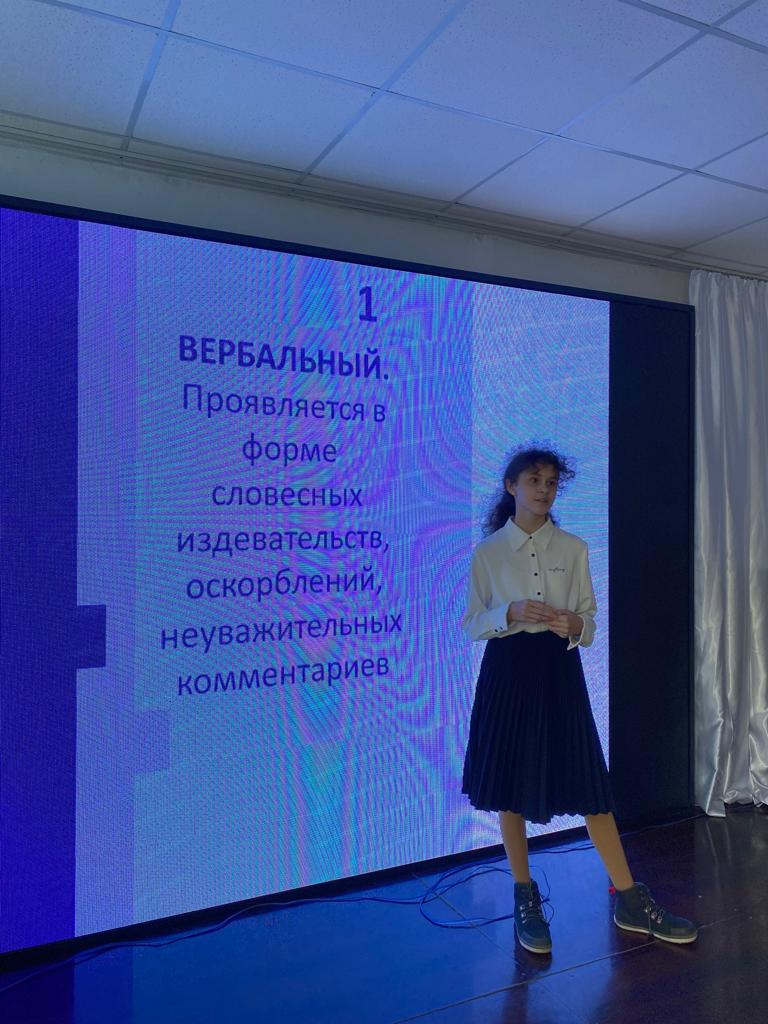 1
ВЕРБАЛЬНЫЙ.
Проявляется в
форме
словесных
издевательств,
оскорблений,
неуважительных
комментариев